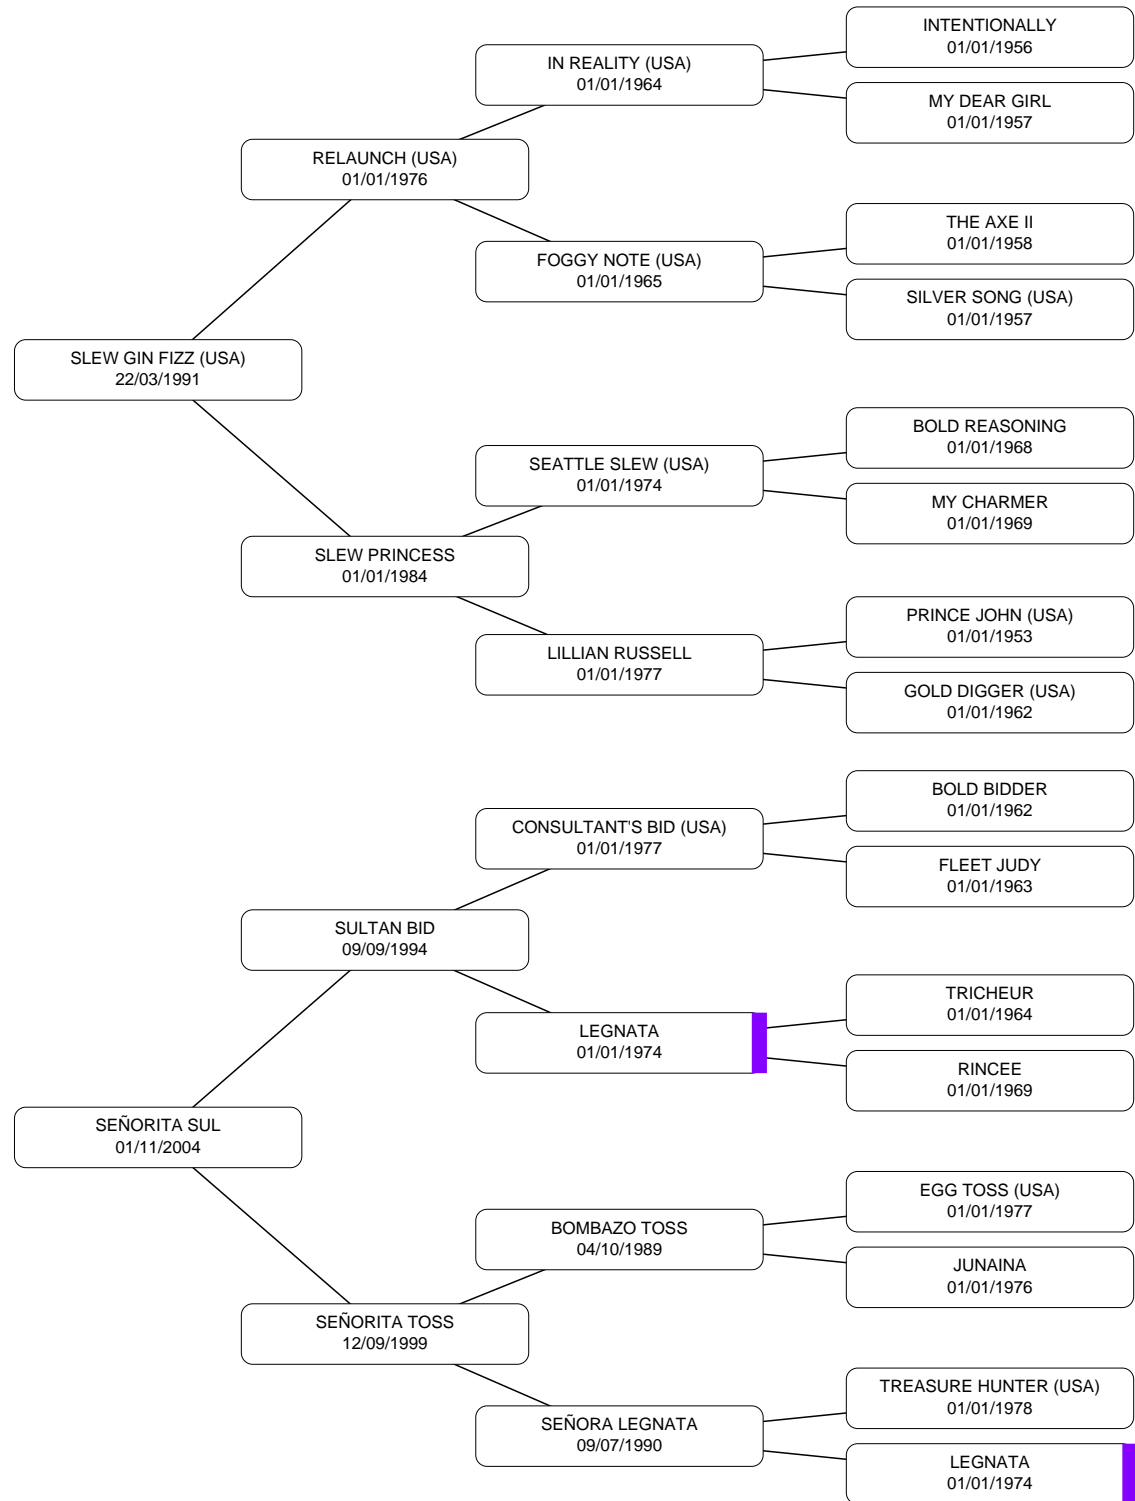 INTENTIONALLY
01/01/1956
IN REALITY (USA)
01/01/1964
MY DEAR GIRL
01/01/1957
RELAUNCH (USA)
01/01/1976
THE AXE II
01/01/1958
FOGGY NOTE (USA)
01/01/1965
SILVER SONG (USA)
01/01/1957
SLEW GIN FIZZ (USA)
22/03/1991
BOLD REASONING
01/01/1968
SEATTLE SLEW (USA)
01/01/1974
MY CHARMER
01/01/1969
SLEW PRINCESS
01/01/1984
PRINCE JOHN (USA)
01/01/1953
LILLIAN RUSSELL
01/01/1977
GOLD DIGGER (USA)
01/01/1962
BOLD BIDDER
01/01/1962
CONSULTANT'S BID (USA)
01/01/1977
FLEET JUDY
01/01/1963
SULTAN BID
09/09/1994
TRICHEUR
01/01/1964
LEGNATA
01/01/1974
RINCEE
01/01/1969
SEÑORITA SUL
01/11/2004
EGG TOSS (USA)
01/01/1977
BOMBAZO TOSS
04/10/1989
JUNAINA
01/01/1976
SEÑORITA TOSS
12/09/1999
TREASURE HUNTER (USA)
01/01/1978
SEÑORA LEGNATA
09/07/1990
LEGNATA
01/01/1974